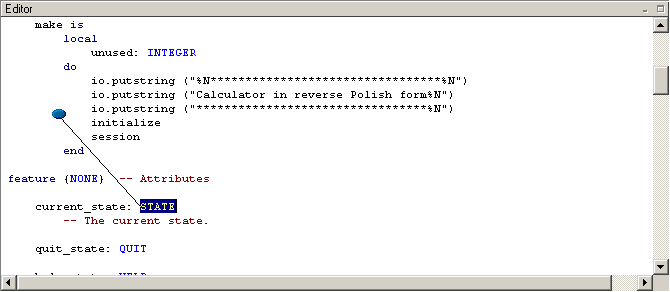 Editor
make is
local
unused: INTEGER
do
io.putstring ("%N*********************************%N")
io.putstring ("Calculator in reverse Polish form%N")
io.putstring ("*********************************%N")
initialize
session
end
feature {NONE} -- Attributes
current_state: STATE
-- The current state.
quit_state: QUIT